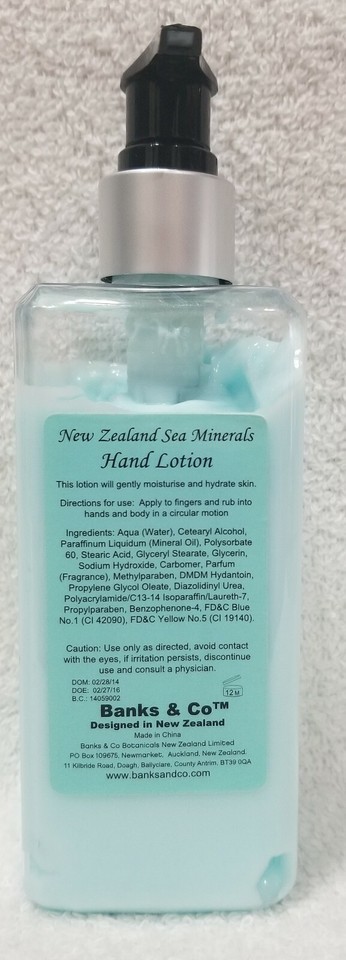 New Zealand Sea Minerals
Hand Lotion
This lotion will gently moisturise and hydrate skin.
Directions for use: Apply to fingers and rub into
hands and body in a circular motion
Ingredients: Aqua (Water), Cetearyl Alcohol,
Paraffinum Liquidum (Mineral Oil), Polysorbate
60, Stearic Acid, Glyceryl Stearate, Glycerin,
Sodium Hydroxide, Carbomer, Parfum
(Fragrance), Methylparaben, DMDM Hydantoin,
Propylene Glycol Oleate, Diazolidinyl Urea,
Polyacrylamide/C13-14 Isoparaffin/Laureth-7,
Propylparaben, Benzophenone-4, FD&C Blue
No.1 (CI 42090), FD&C Yellow No.5 (CI 19140).
Caution: Use only as directed, avoid contact
with the eyes, if irritation persists, discontinue
use and consult a physician.
DOM: 02/28/14
DOE: 02/27/16
B.C.: 14059002
12 M
Banks & Co™
Designed in New Zealand
Made in China
Banks & Co Botanicals New Zealand Limited
PO Box 109675, Newmarket, Auckland, New Zealand.
11 Kilbride Road, Doagh, Ballyclare, County Antrim, BT39 0QA
www.banksandco.com